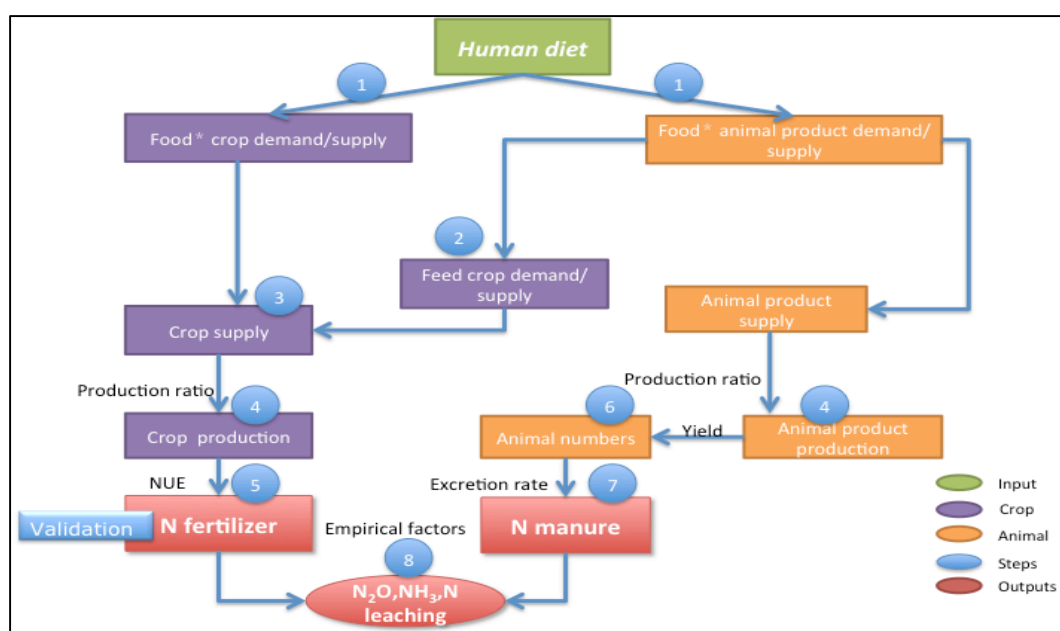 Human diet
1
1
Food* crop demand/supply
Food* animal product demand/
supply
2
Feed crop demand/
supply
3
Crop supply
Animal product
supply
Production ratio
Production ratio
4
Crop production
6
Animal numbers
Yield
4
Animal product
production
NUE
5
Excretion rate
7
Validation
N fertilizer
Empirical factors
N manure
8
N₂O,NH₃,N
leaching
Input
Crop
Animal
Steps
Outputs